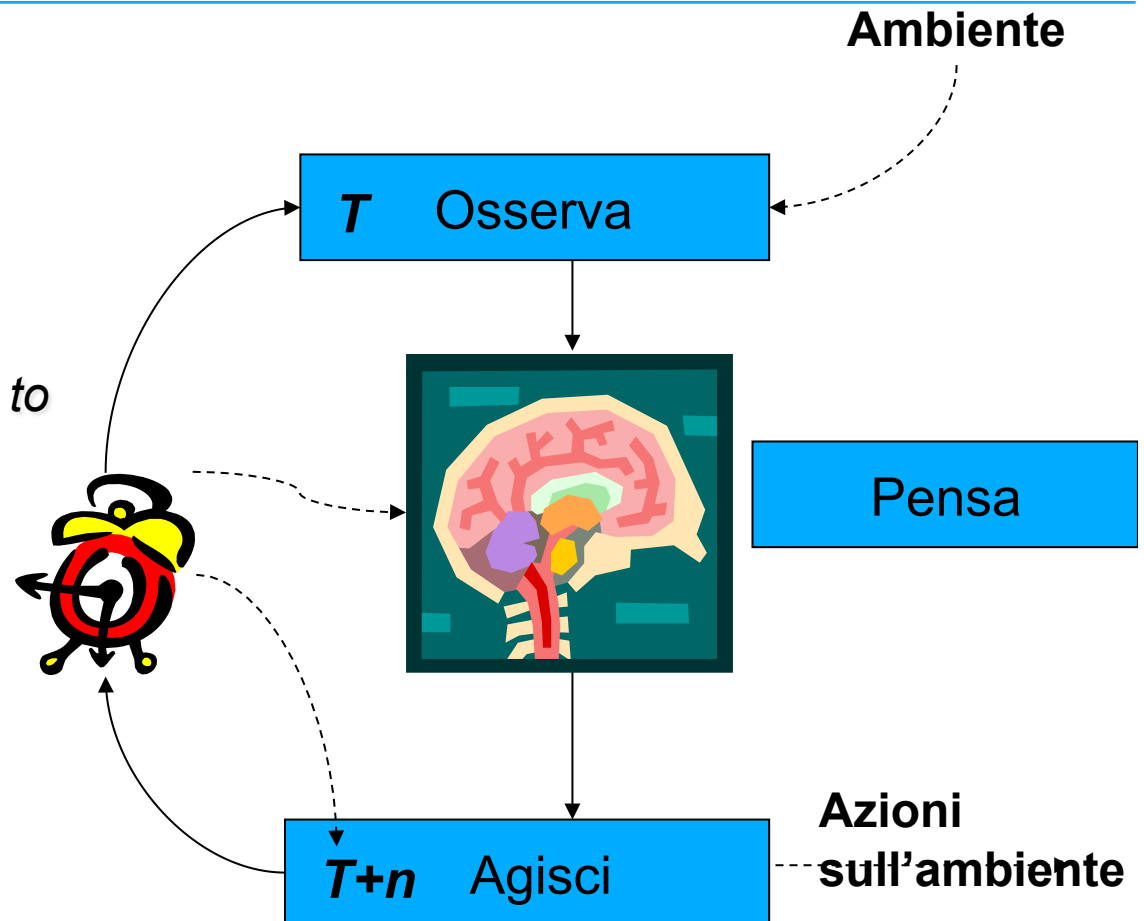 Ambiente
T Osserva
to
Pensa
Azioni
sull’ambiente
T+n Agisci